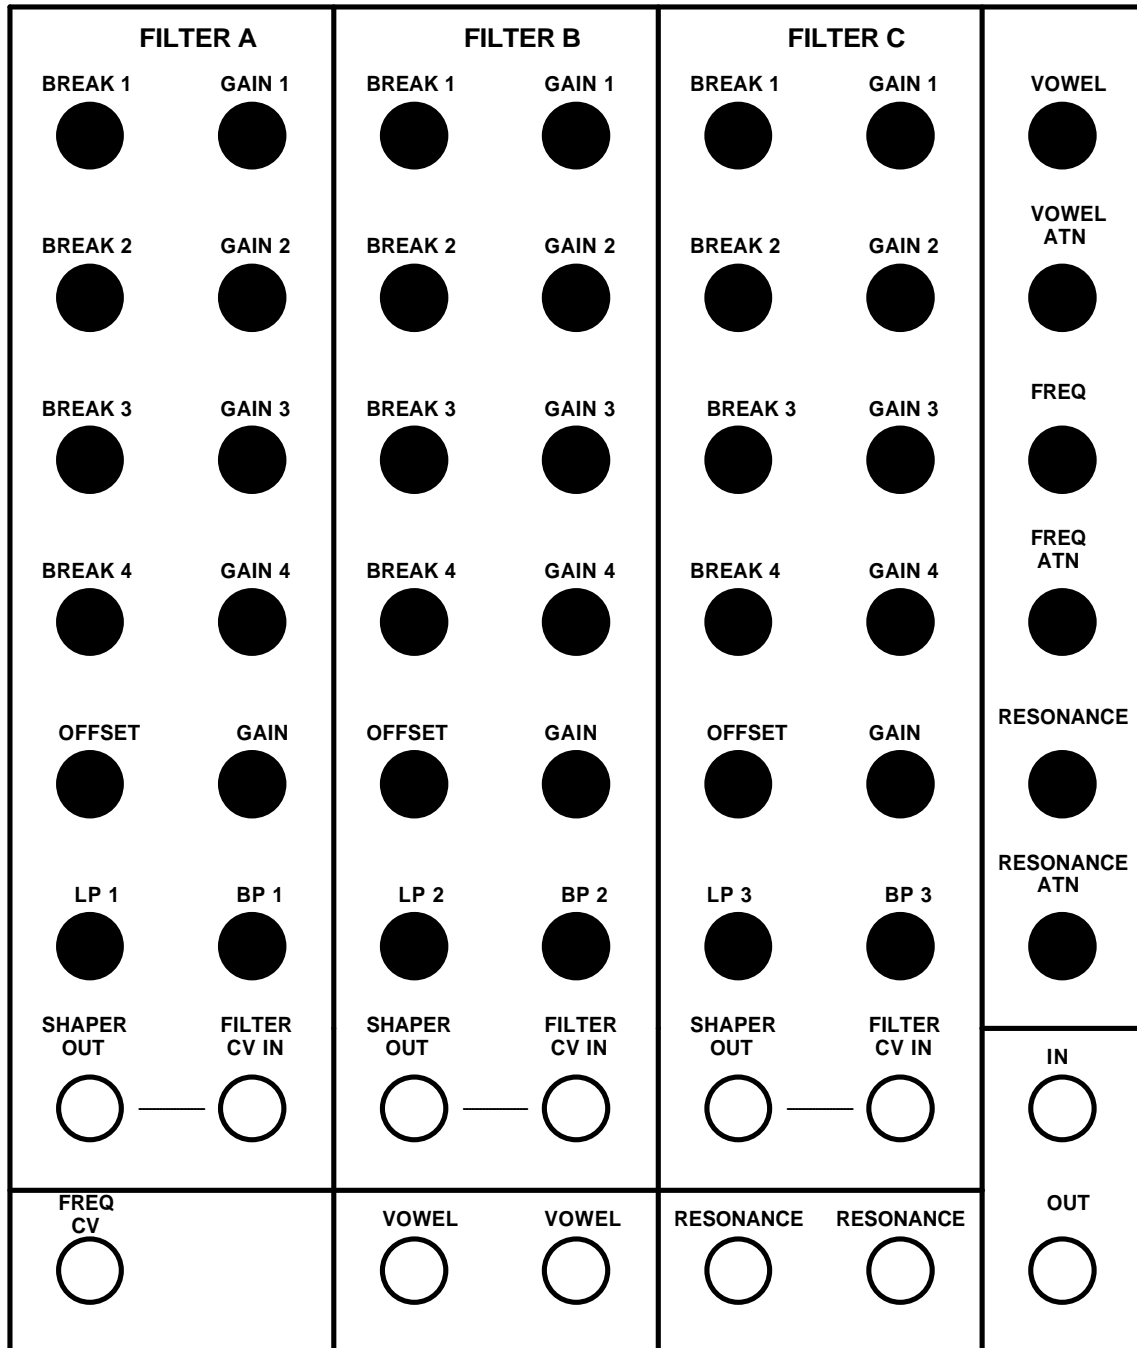 FILTER A FILTER B FILTER C
BREAK 1 GAIN 1 BREAK 1 GAIN 1 BREAK 1 GAIN 1 VOWEL
VOWEL
ATN
BREAK 2 GAIN 2 BREAK 2 GAIN 2 BREAK 2 GAIN 2
FREQ
BREAK 3 GAIN 3 BREAK 3 GAIN 3 BREAK 3 GAIN 3
FREQ
ATN
BREAK 4 GAIN 4 BREAK 4 GAIN 4 BREAK 4 GAIN 4
RESONANCE
OFFSET GAIN OFFSET GAIN OFFSET GAIN
RESONANCE
ATN
LP 1 BP 1 LP 2 BP 2 LP 3 BP 3
SHAPER FILTER SHAPER FILTER SHAPER FILTER
OUT CV IN OUT CV IN OUT CV IN
IN
FREQ
CV
VOWEL VOWEL RESONANCE RESONANCE
OUT